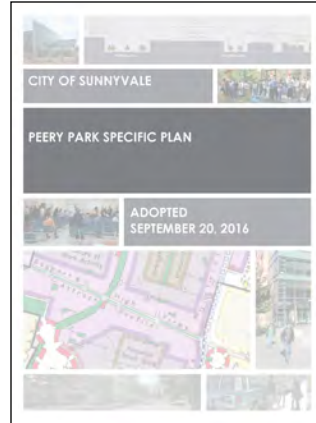 CITY OF SUNNYVALE
PEERY PARK SPECIFIC PLAN
ADOPTED
SEPTEMBER 20, 2016